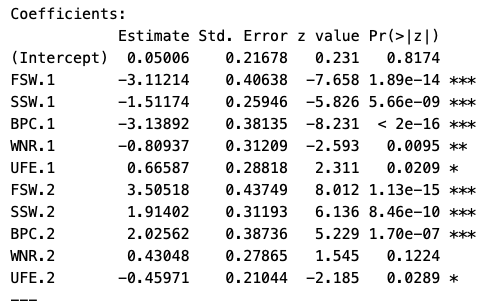 Coefficients:
Estimate Std. Error z value Pr(>|z|)
(Intercept) 0.05006 0.21678 0.231 0.8174
FSW.1 -3.11214 0.40638 -7.658 1.89e-14 ***
SSW.1 -1.51174 0.25946 -5.826 5.66e-09 ***
BPC.1 -3.13892 0.38135 -8.231 < 2e-16 ***
WNR.1 -0.80937 0.31209 -2.593 0.0095 **
UFE.1 0.66587 0.28818 2.311 0.0209 *
FSW.2 3.50518 0.43749 8.012 1.13e-15 ***
SSW.2 1.91402 0.31193 6.136 8.46e-10 ***
BPC.2 2.02562 0.38736 5.229 1.70e-07 ***
WNR.2 0.43048 0.27865 1.545 0.1224
UFE.2 -0.45971 0.21044 -2.185 0.0289 *
---